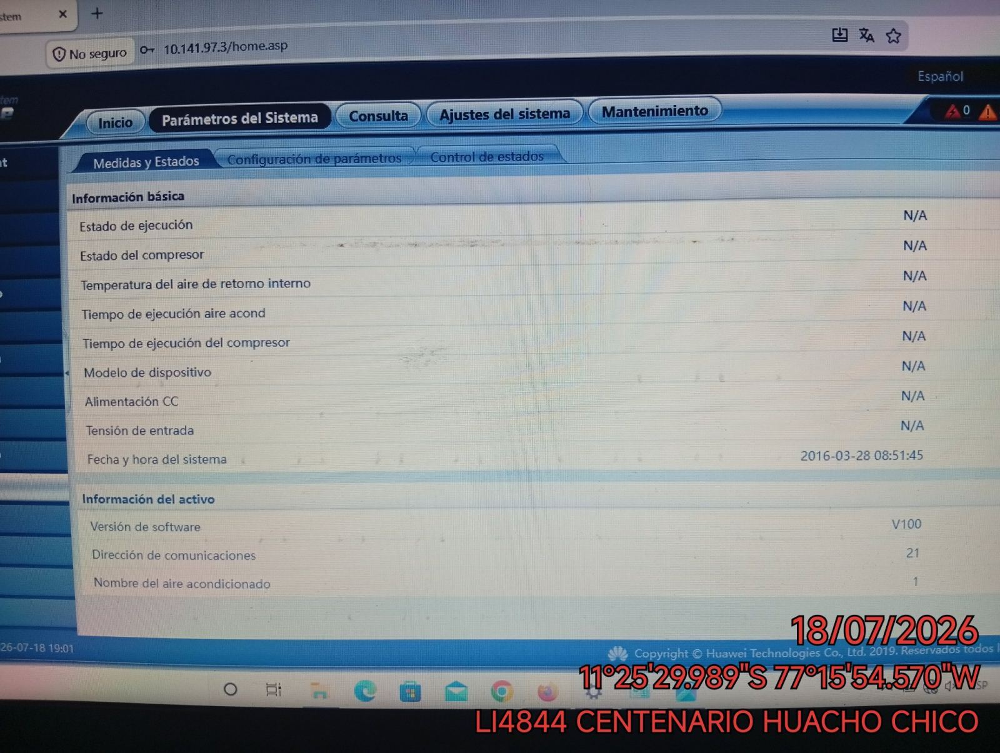 stem
No seguro 10.141.97.3/home.asp
Español
tem
e
Inicio Parámetros del Sistema Consulta Ajustes del sistema Mantenimiento 0
nt
Medidas y Estados Configuración de parámetros Control de estados
Información básica
Estado de ejecución N/A
Estado del compresor N/A
Temperatura del aire de retorno interno N/A
Tiempo de ejecución aire acond N/A
Tiempo de ejecución del compresor N/A
Modelo de dispositivo N/A
Alimentación CC N/A
Tensión de entrada N/A
Fecha y hora del sistema 2016-03-28 08:51:45
Información del activo
Versión de software V100
Dirección de comunicaciones 21
Nombre del aire acondicionado 1
18/07/2026
26-07-18 19:01
Copyright © Huawei Technologies Co., Ltd. 2019. Reservados todos l
11°25'29.989"S 77°15'54.570"W
SP
LI4844 CENTENARIO HUACHO CHICO